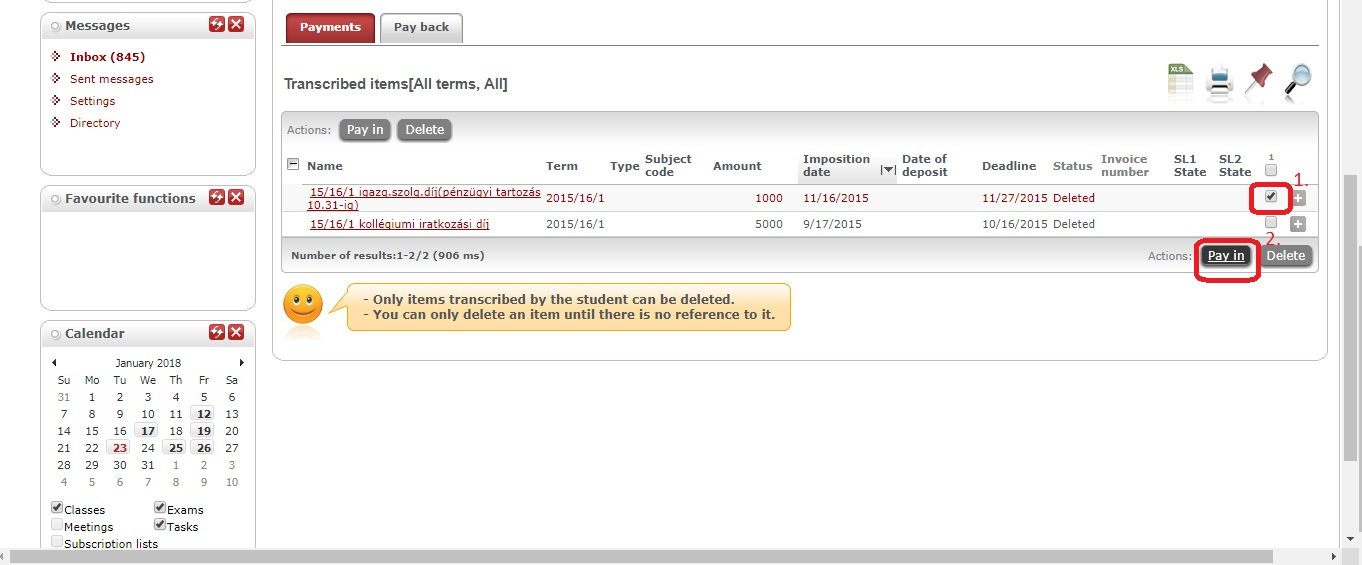 Messages
Inbox (845)
Sent messages
Settings
Directory
Favourite functions
Calendar
January 2018
Su Mo Tu We Th Fr Sa
31 1 2 3 4 5 6
7 8 9 10 11 12 13
14 15 16 17 18 19 20
21 22 23 24 25 26 27
28 29 30 31 1 2 3
4 5 6 7 8 9 10
Classes Exams
Meetings Tasks
Subscription lists
Payments Pay back
Transcribed items[All terms, All]
XLS
Actions: Pay in Delete
Name Term Type Subject code Amount Imposition date Date of deposit Deadline Status Invoice number SL1 State SL2 State 1
15/16/1 igazg.szolg.díj(pénzügyi tartozás
10.31-ig) 2015/16/1 1000 11/16/2015 11/27/2015 Deleted 1.
15/16/1 kollégiumi iratkozási díj 2015/16/1 5000 9/17/2015 10/16/2015 Deleted
2.
Number of results:1-2/2 (906 ms) Actions: Pay in Delete
- Only items transcribed by the student can be deleted.
- You can only delete an item until there is no reference to it.